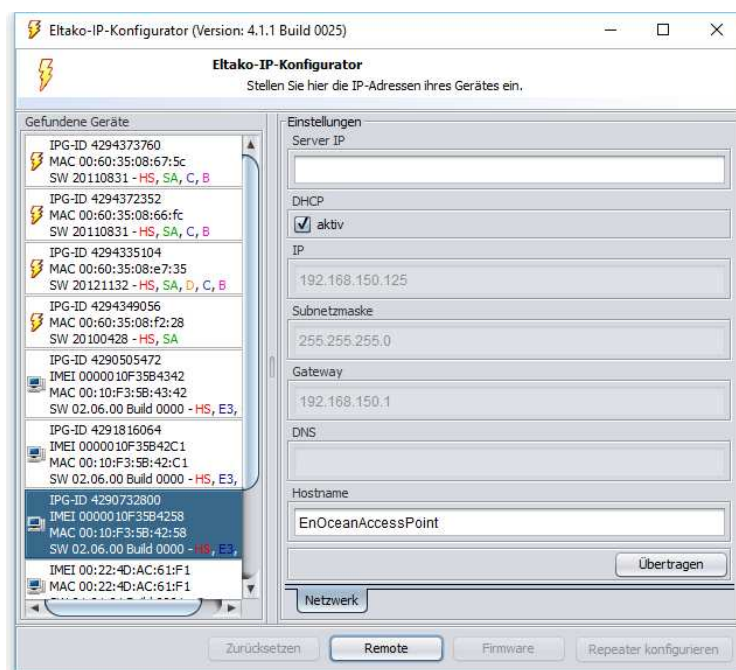 Eltako-IP-Konfigurator (Version: 4.1.1 Build 0025)
Eltako-IP-Konfigurator
Stellen Sie hier die IP-Adressen ihres Gerätes ein.
Gefundene Geräte
IPG-ID 4294373760
MAC 00:60:35:08:67:5c
SW 20110831 - HS, SA, C, B
IPG-ID 4294372352
MAC 00:60:35:08:66:fc
SW 20110831 - HS, SA, C, B
IPG-ID 4294335104
MAC 00:60:35:08:e7:35
SW 20121132 - HS, SA, D, C, B
IPG-ID 4294349056
MAC 00:60:35:08:f2:28
SW 20100428 - HS, SA
IPG-ID 4290505472
IMEI 0000010F35B4342
MAC 00:10:F3:5B:43:42
SW 02.06.00 Build 0000 - HS, E3,
IPG-ID 4291816064
IMEI 0000010F35B42C1
MAC 00:10:F3:5B:42:C1
SW 02.06.00 Build 0000 - HS, E3,
IPG-ID 4290732800
IMEI 0000010F35B4258
MAC 00:10:F3:5B:42:58
SW 02.06.00 Build 0000 - HS, E3,
IMEI 00:22:4D:AC:61:F1
MAC 00:22:4D:AC:61:F1
Einstellungen
Server IP
DHCP
aktiv
IP
192.168.150.125
Subnetzmaske
255.255.255.0
Gateway
192.168.150.1
DNS
Hostname
EnOceanAccessPoint
Übertragen
Netzwerk
Zurücksetzen Remote Firmware Repeater konfigurieren